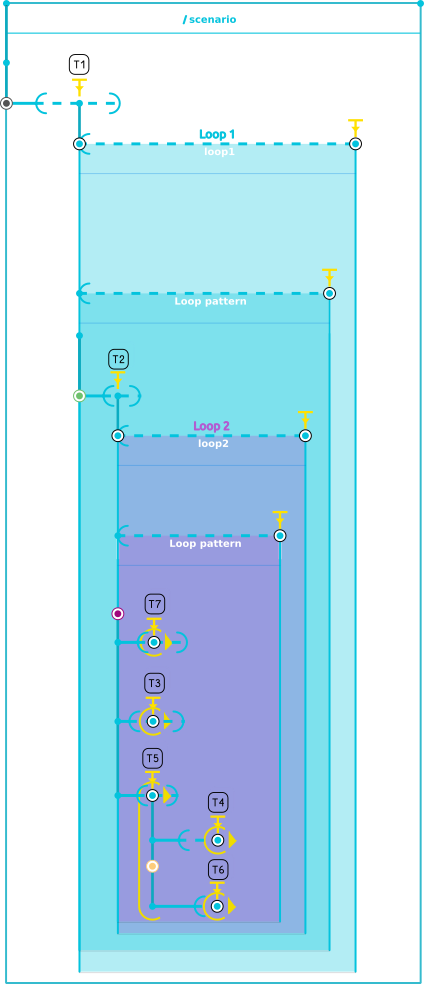 / scenario
T1
Loop 1
loop1
Loop pattern
T2
Loop 2
loop2
Loop pattern
T7
T3
T5
T4
T6